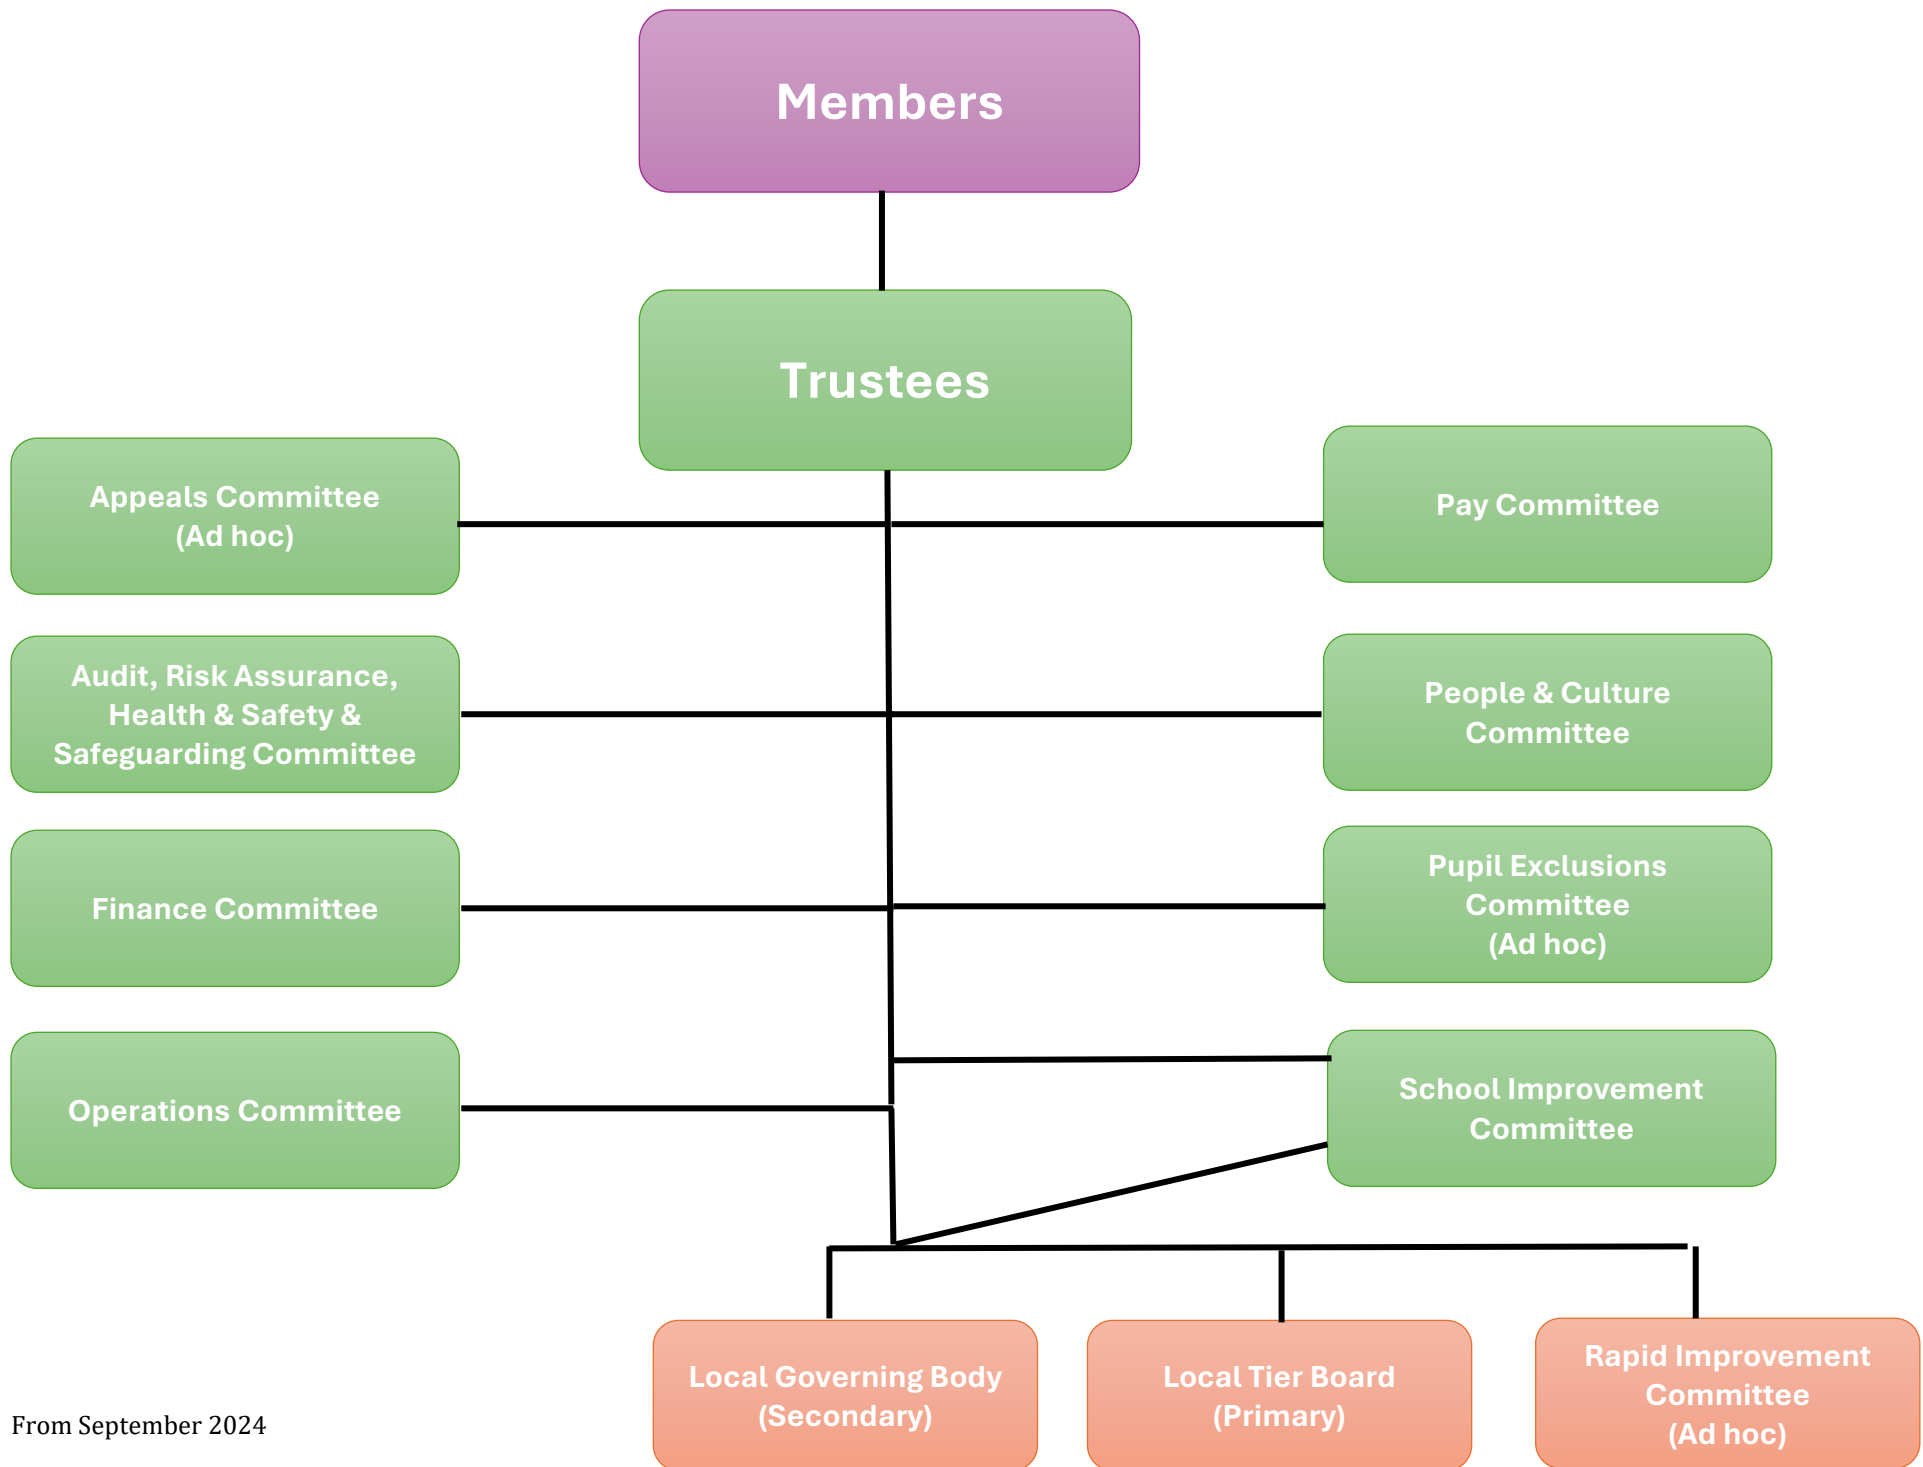 Members
Trustees
Appeals Committee
(Ad hoc)
Pay Committee
Audit, Risk Assurance,
Health & Safety &
Safeguarding Committee
People & Culture
Committee
Finance Committee
Pupil Exclusions
Committee
(Ad hoc)
Operations Committee
School Improvement
Committee
Local Governing Body
(Secondary)
Local Tier Board
(Primary)
Rapid Improvement
Committee
(Ad hoc)
From September 2024